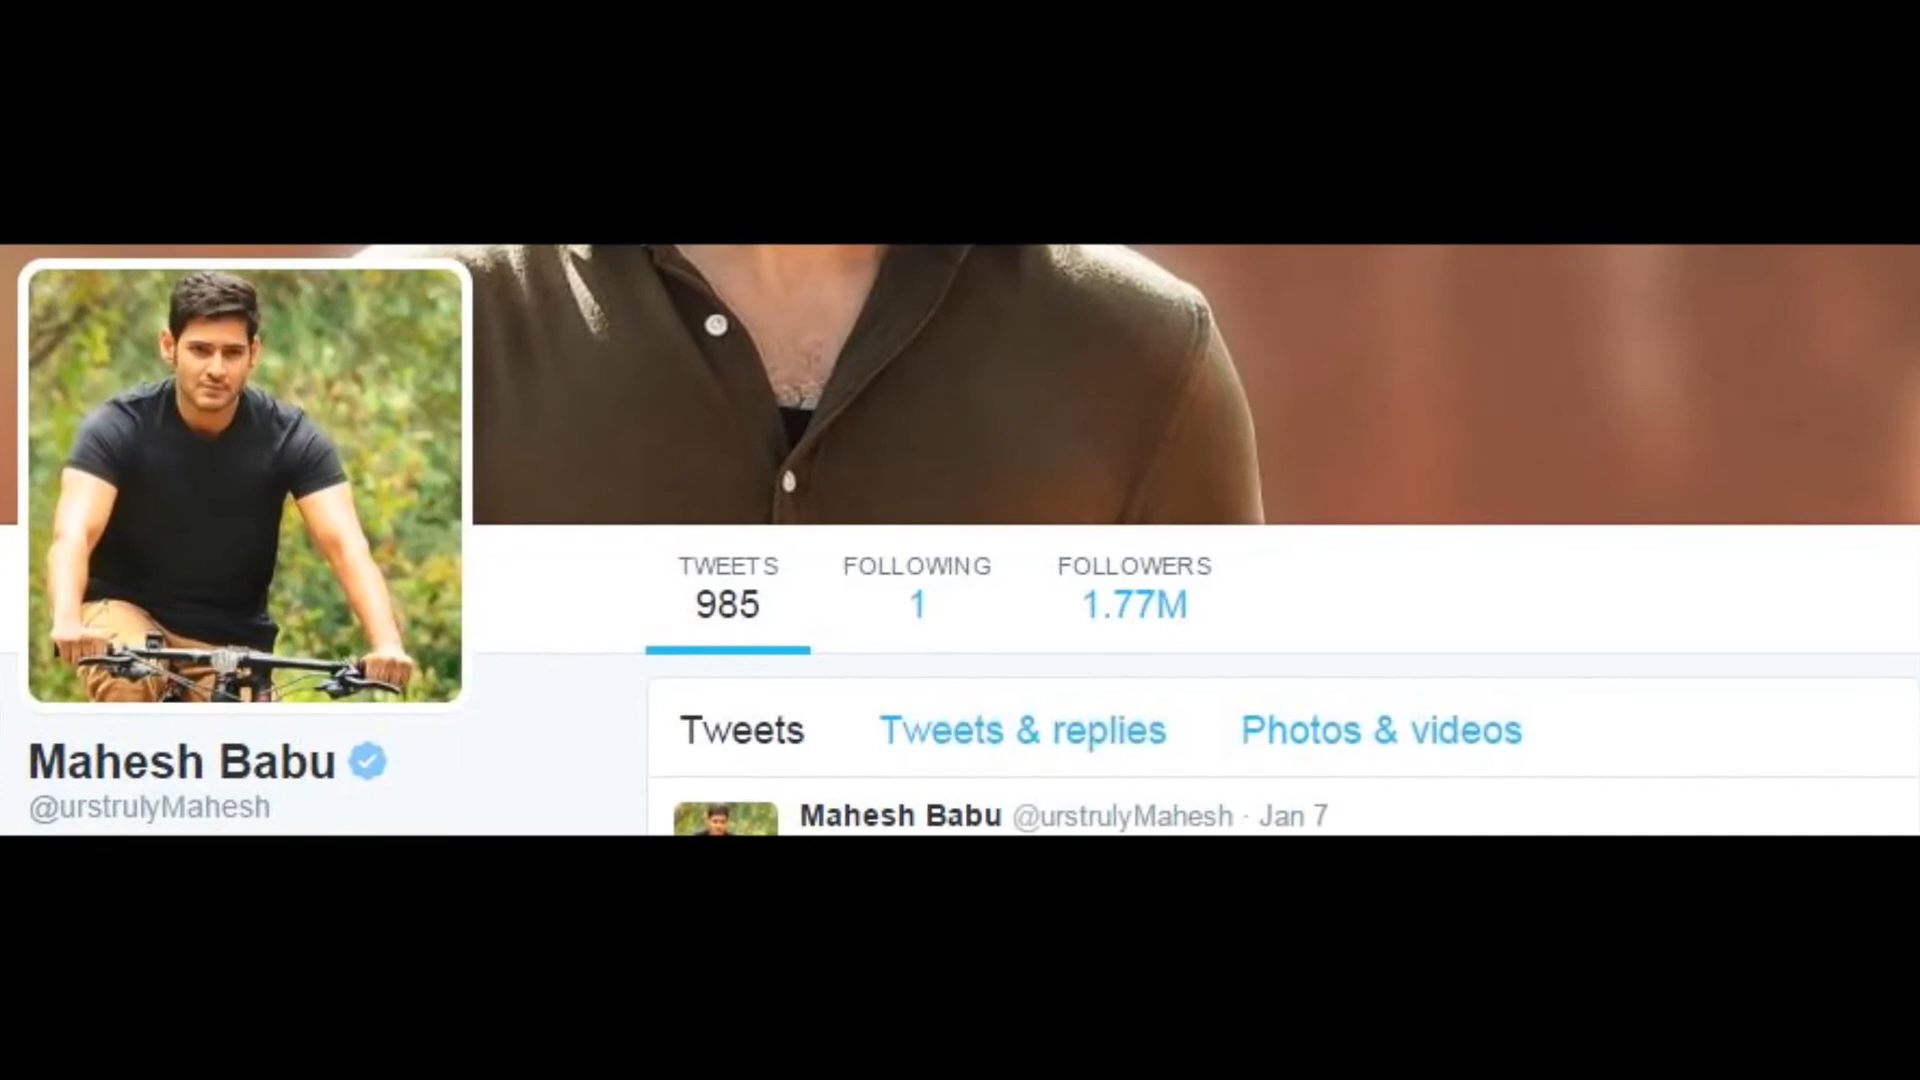 TWEETS FOLLOWING FOLLOWERS
985 1 1.77M
Tweets Tweets & replies Photos & videos
Mahesh Babu
@urstrulyMahesh
Mahesh Babu @urstrulyMahesh · Jan 7